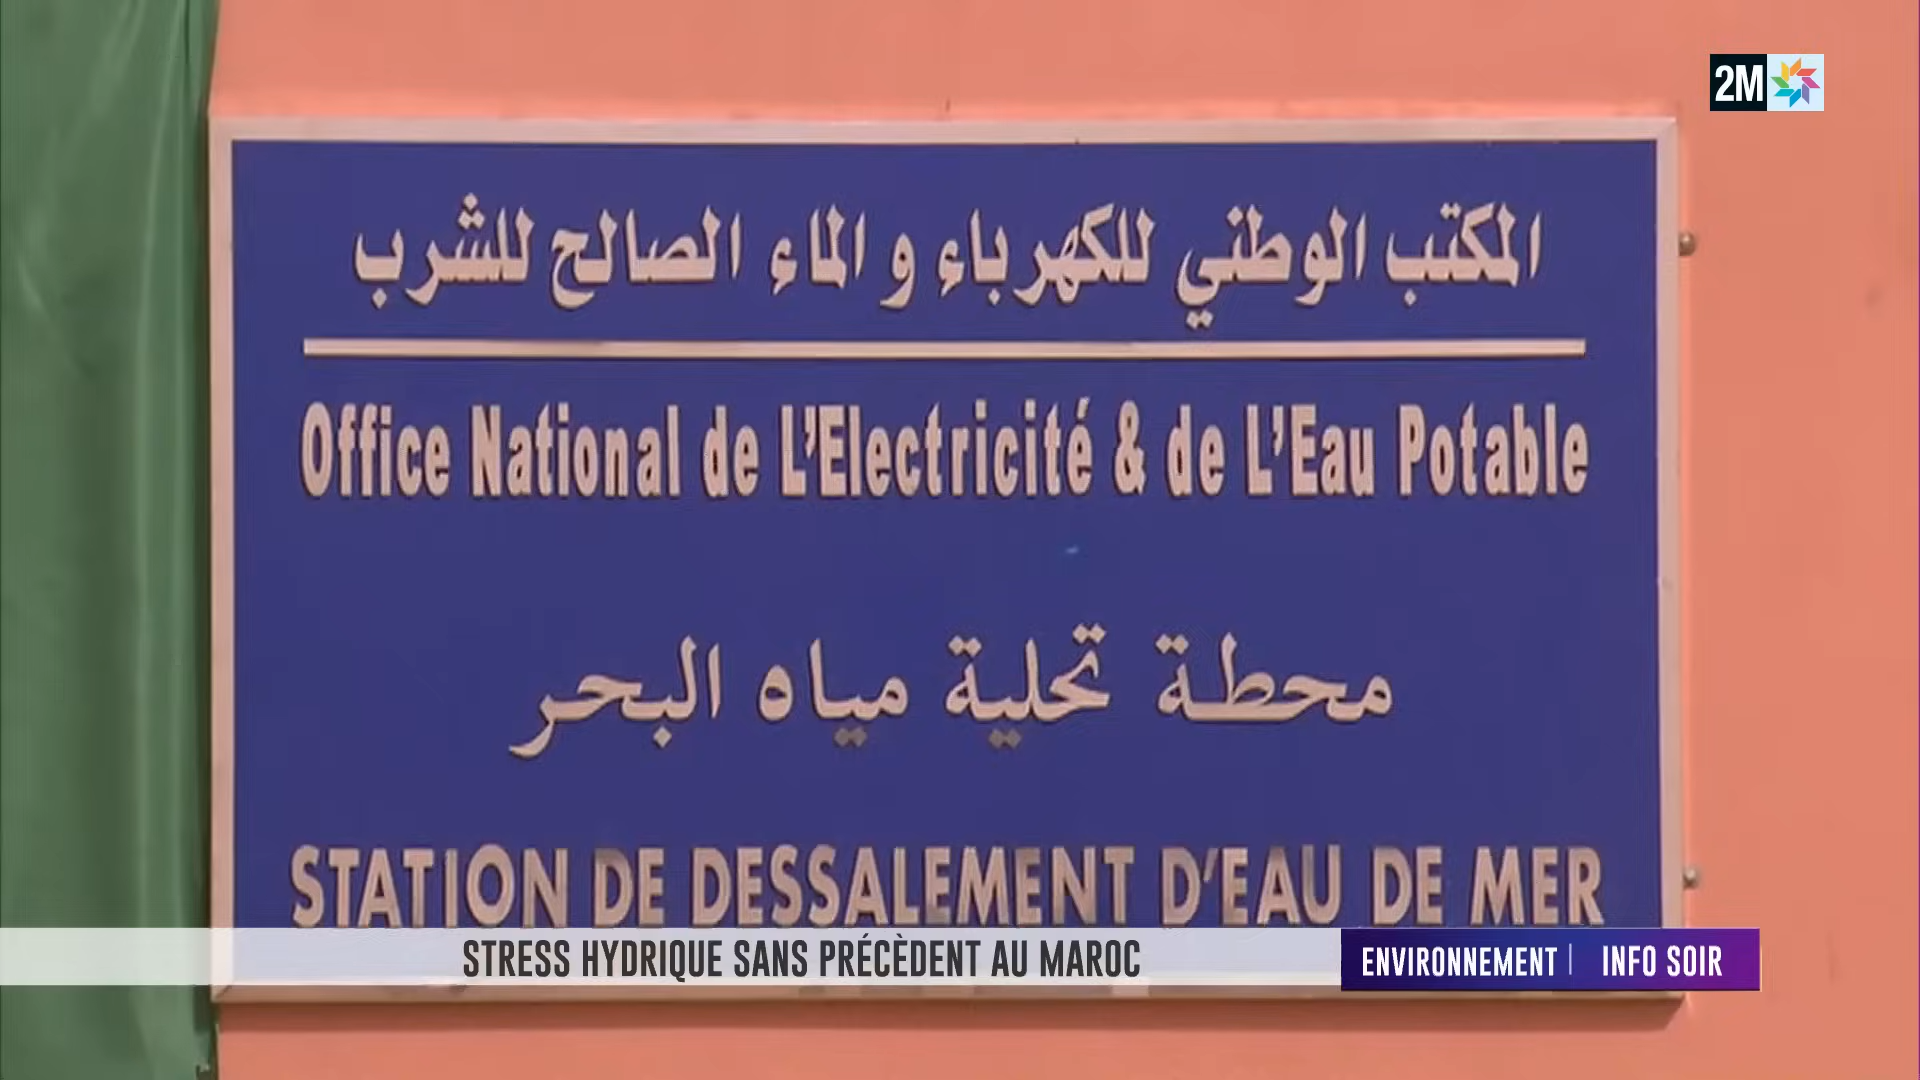 2M
المكتب الوطني للكهرباء و الماء الصالح للشرب
Office National de L'Electricité & de L'Eau Potable
محطة تحلية مياه البحر
STATION DE DESSALEMENT D'EAU DE MER
STRESS HYDRIQUE SANS PRÉCÈDENT AU MAROC
ENVIRONNEMENT | INFO SOIR